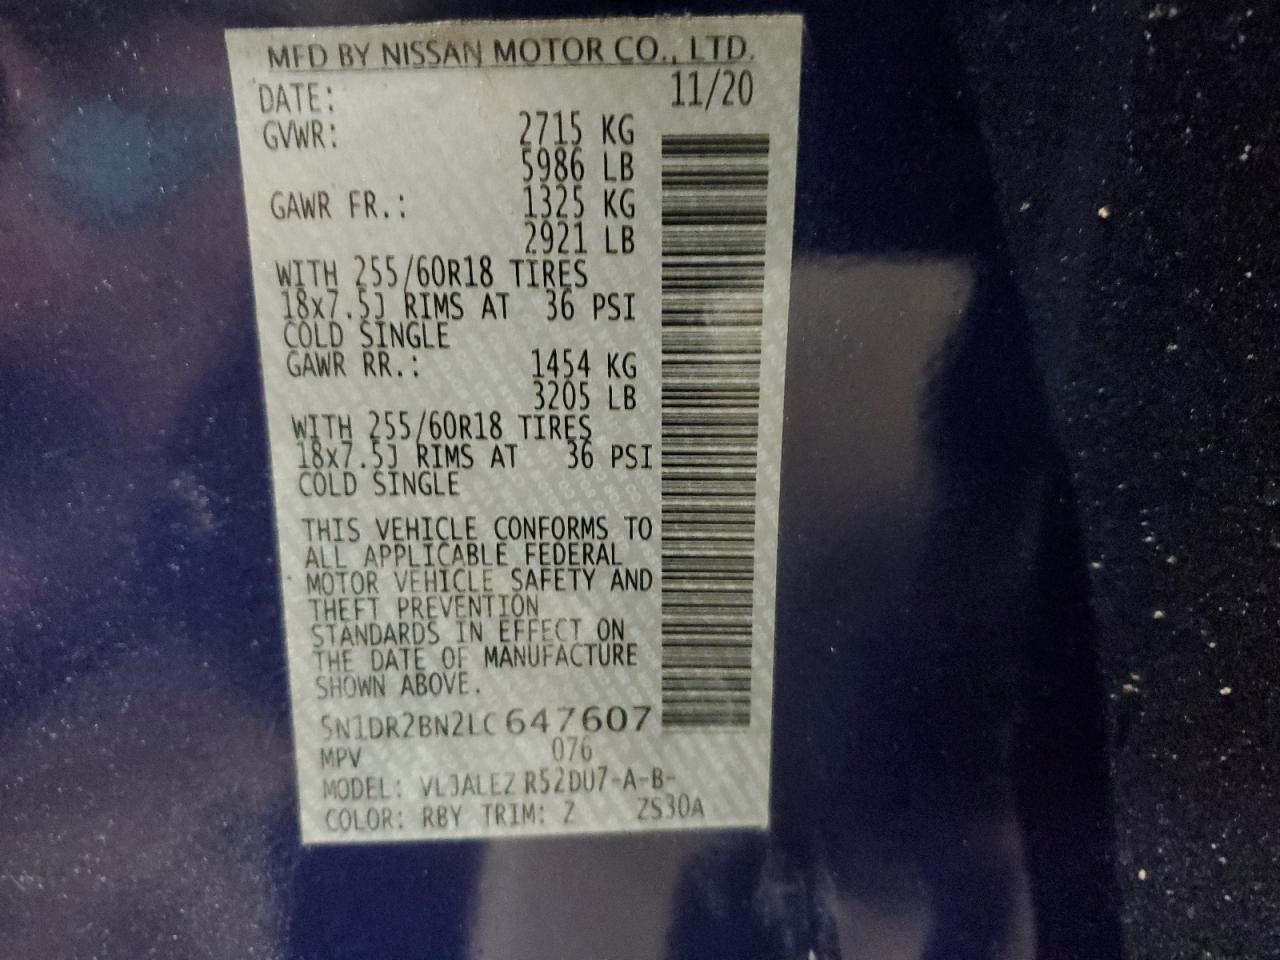 MFD BY NISSAN MOTOR CO., LTD.
DATE: 11/20
GVWR: 2715 KG
5986 LB
GAWR FR.: 1325 KG
2921 LB
WITH 255/60R18 TIRES
18x7.5J RIMS AT 36 PSI
COLD SINGLE
GAWR RR.: 1454 KG
3205 LB
WITH 255/60R18 TIRES
18x7.5J RIMS AT 36 PSI
COLD SINGLE
THIS VEHICLE CONFORMS TO
ALL APPLICABLE FEDERAL
MOTOR VEHICLE SAFETY AND
THEFT PREVENTION
STANDARDS IN EFFECT ON
THE DATE OF MANUFACTURE
SHOWN ABOVE.
5N1DR2BN2LC647607
MPV 076
MODEL: VLJALEZ R52DU7-A-B-
COLOR: RBY TRIM: Z ZS30A